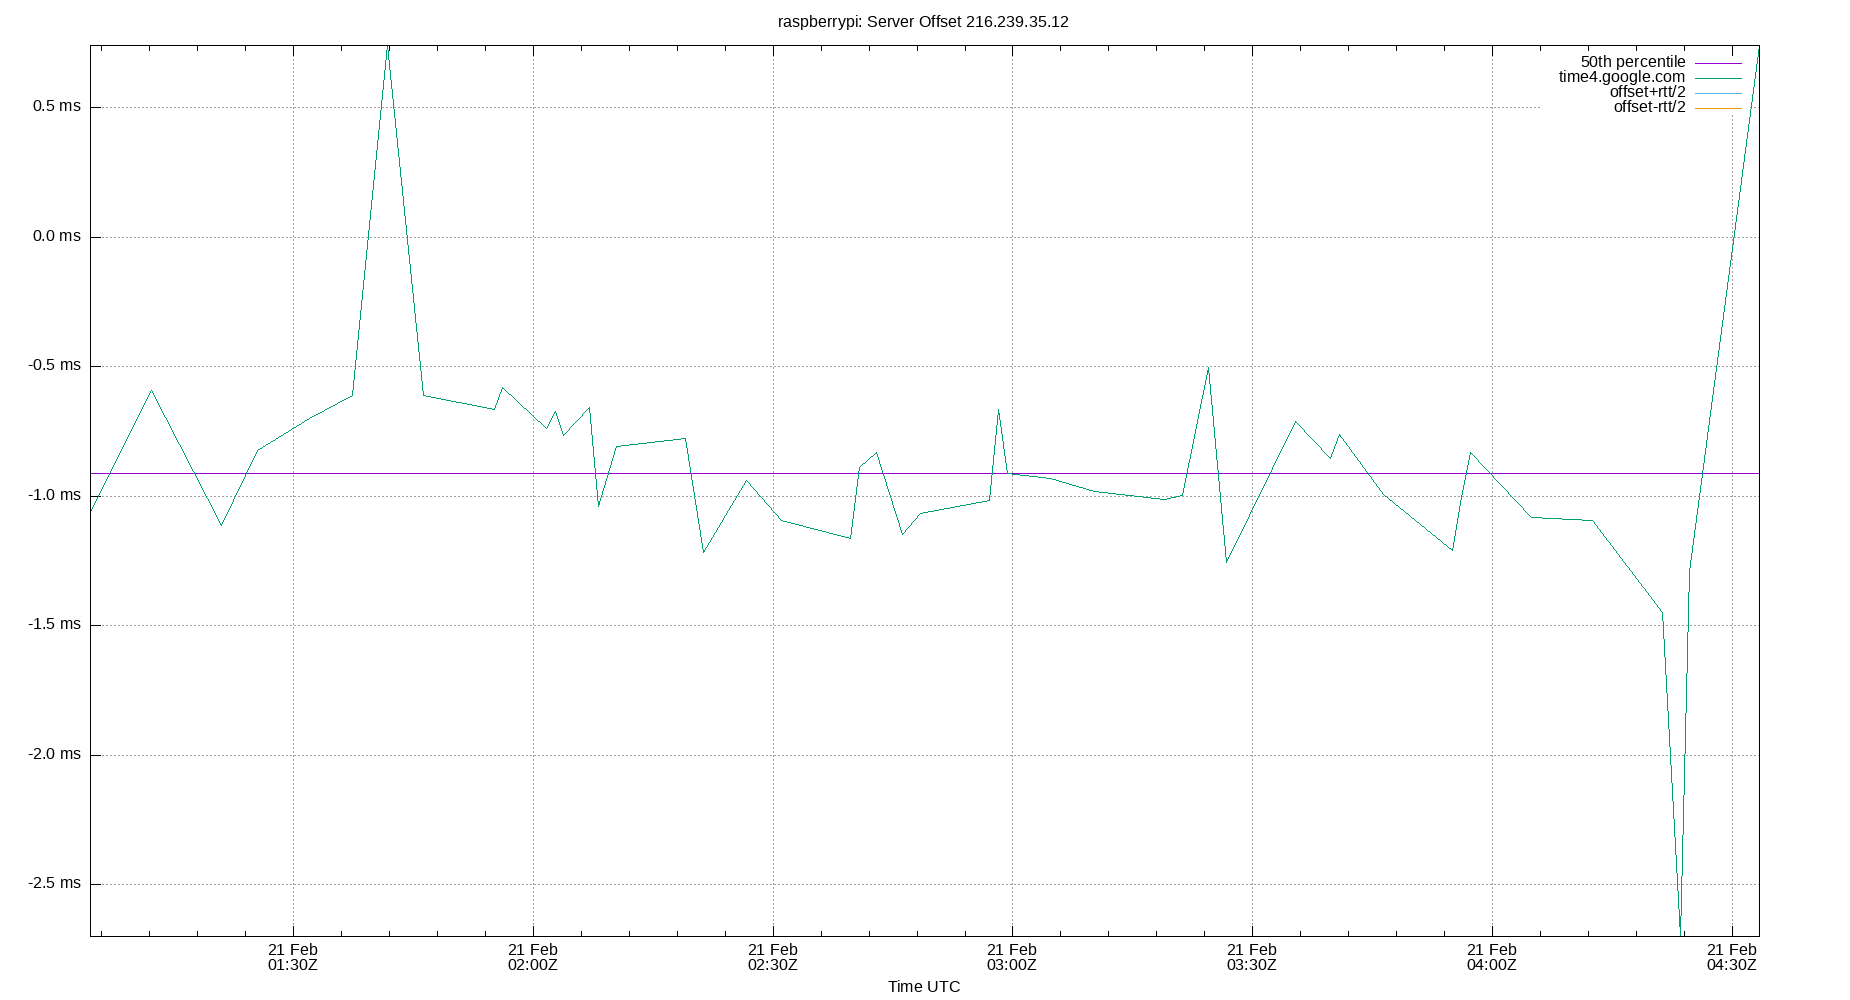 raspberrypi: Server Offset 216.239.35.12
50th percentile
time4.google.com
offset+rtt/2
offset-rtt/2
0.5 ms
0.0 ms
-0.5 ms
-1.0 ms
-1.5 ms
-2.0 ms
-2.5 ms
21 Feb 21 Feb 21 Feb 21 Feb 21 Feb 21 Feb 21 Feb
01:30Z 02:00Z 02:30Z 03:00Z 03:30Z 04:00Z 04:30Z
Time UTC